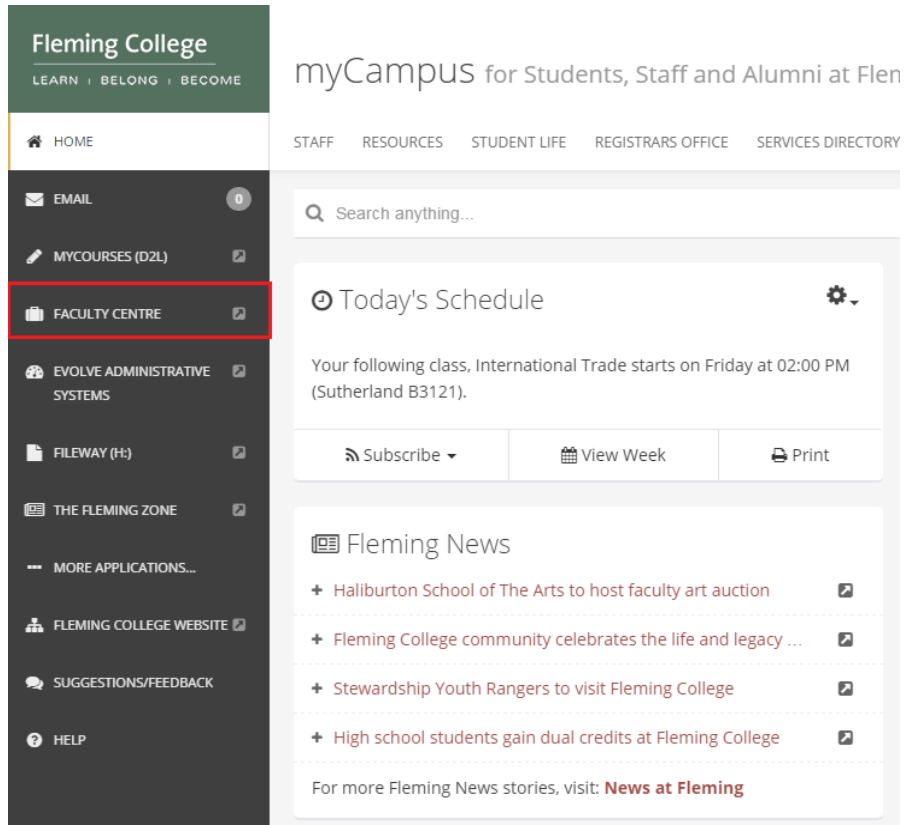 Fleming College
LEARN | BELONG | BECOME
HOME
EMAIL 0
MYCOURSES (D2L)
FACULTY CENTRE
EVOLVE ADMINISTRATIVE
SYSTEMS
FILEWAY (H:)
THE FLEMING ZONE
MORE APPLICATIONS...
FLEMING COLLEGE WEBSITE
SUGGESTIONS/FEEDBACK
HELP
myCampus for Students, Staff and Alumni at
STAFF RESOURCES STUDENT LIFE REGISTRARS OFFICE SERVICES DIRECTORY
Search anything...
Today's Schedule
Your following class, International Trade starts on Friday at 02:00 PM
(Sutherland B3121).
Subscribe View Week Print
Fleming News
+ Haliburton School of The Arts to host faculty art auction
+ Fleming College community celebrates the life and legacy ...
+ Stewardship Youth Rangers to visit Fleming College
+ High school students gain dual credits at Fleming College
For more Fleming News stories, visit: News at Fleming